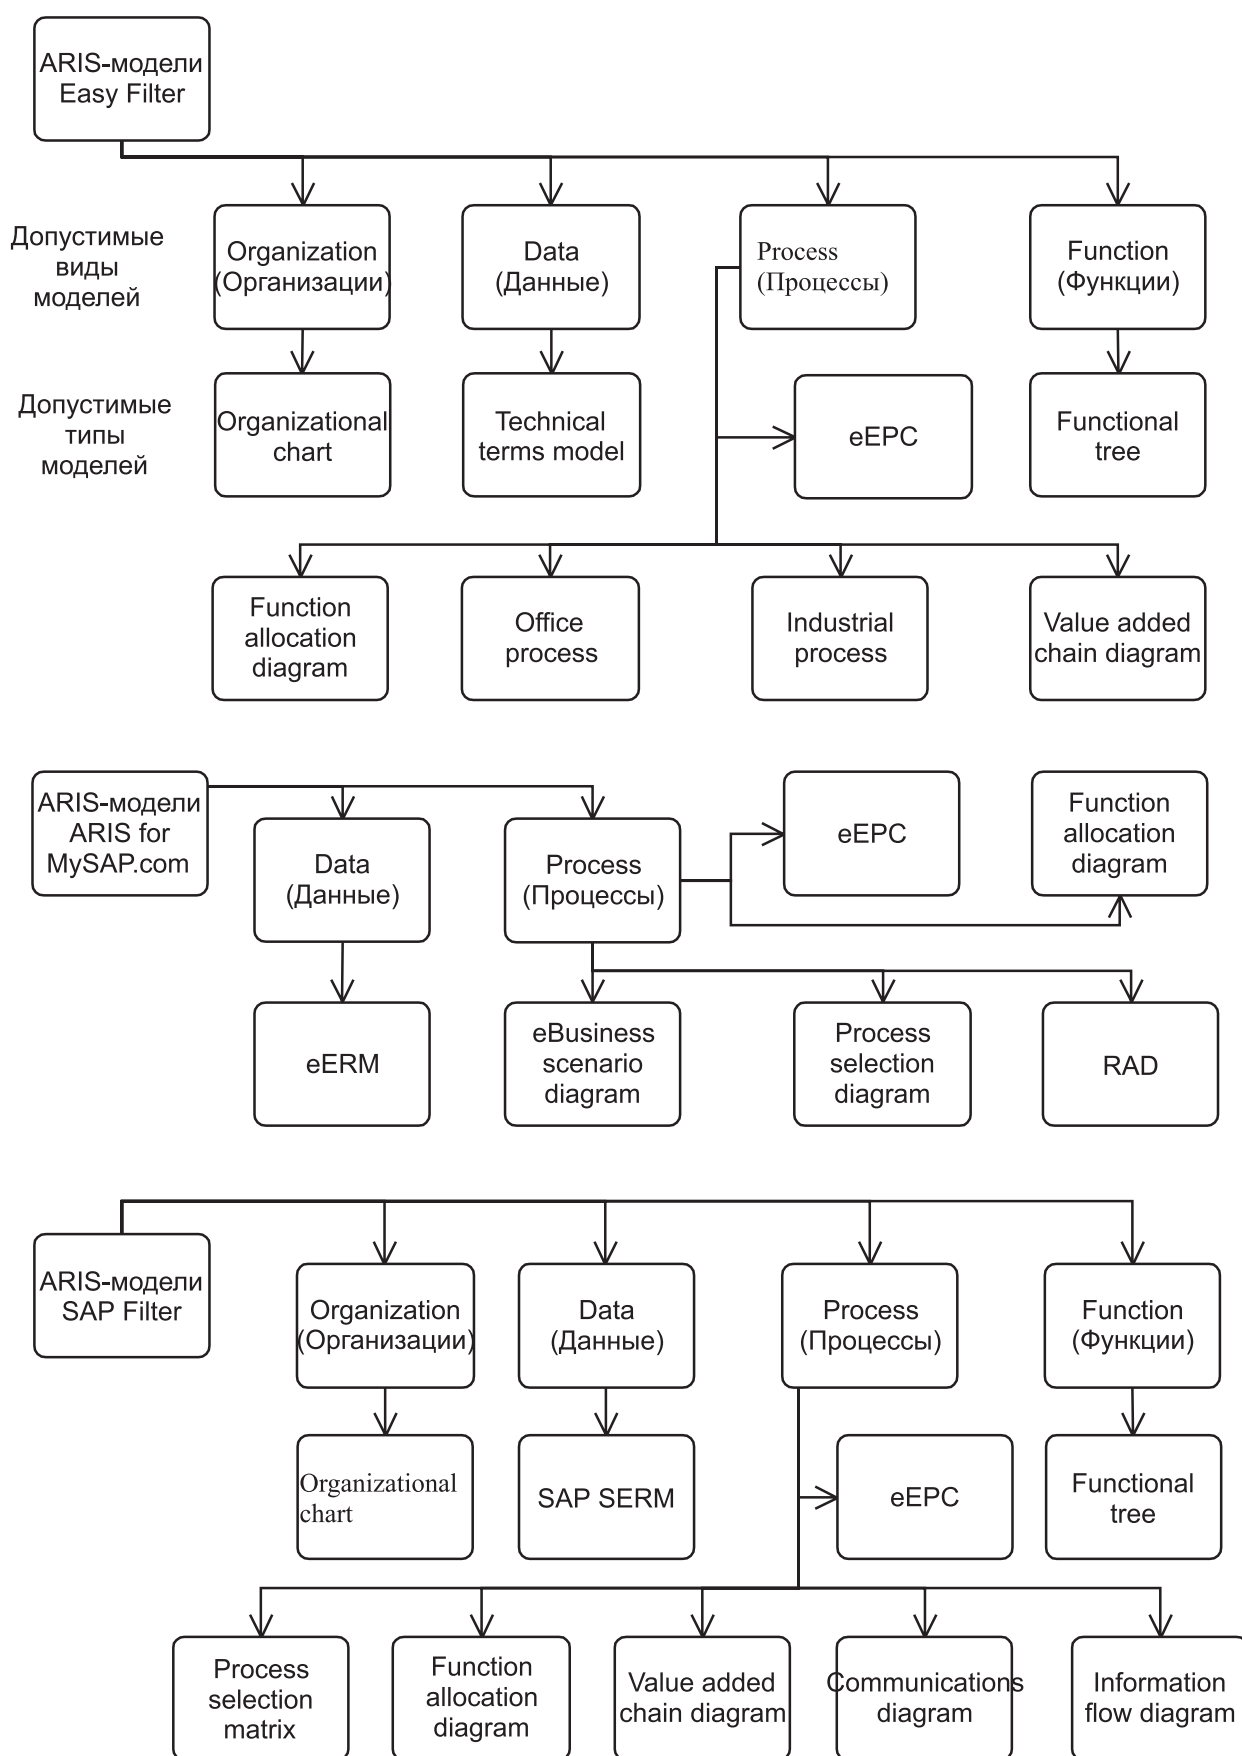 ARIS-модели
Easy Filter
Допустимые
виды
моделей
Organization
(Организации)
Data
(Данные)
Process
(Процессы)
Function
(Функции)
Допустимые
типы
моделей
Organizational
chart
Technical
terms model
eEPC
Functional
tree
Function
allocation
diagram
Office
process
Industrial
process
Value added
chain diagram
ARIS-модели
ARIS for
MySAP.com
Data
(Данные)
Process
(Процессы)
eEPC
Function
allocation
diagram
eERM
eBusiness
scenario
diagram
Process
selection
diagram
RAD
ARIS-модели
SAP Filter
Organization
(Организации)
Data
(Данные)
Process
(Процессы)
Function
(Функции)
Organizational
chart
SAP SERM
eEPC
Functional
tree
Process
selection
matrix
Function
allocation
diagram
Value added
chain diagram
Communications
diagram
Information
flow diagram